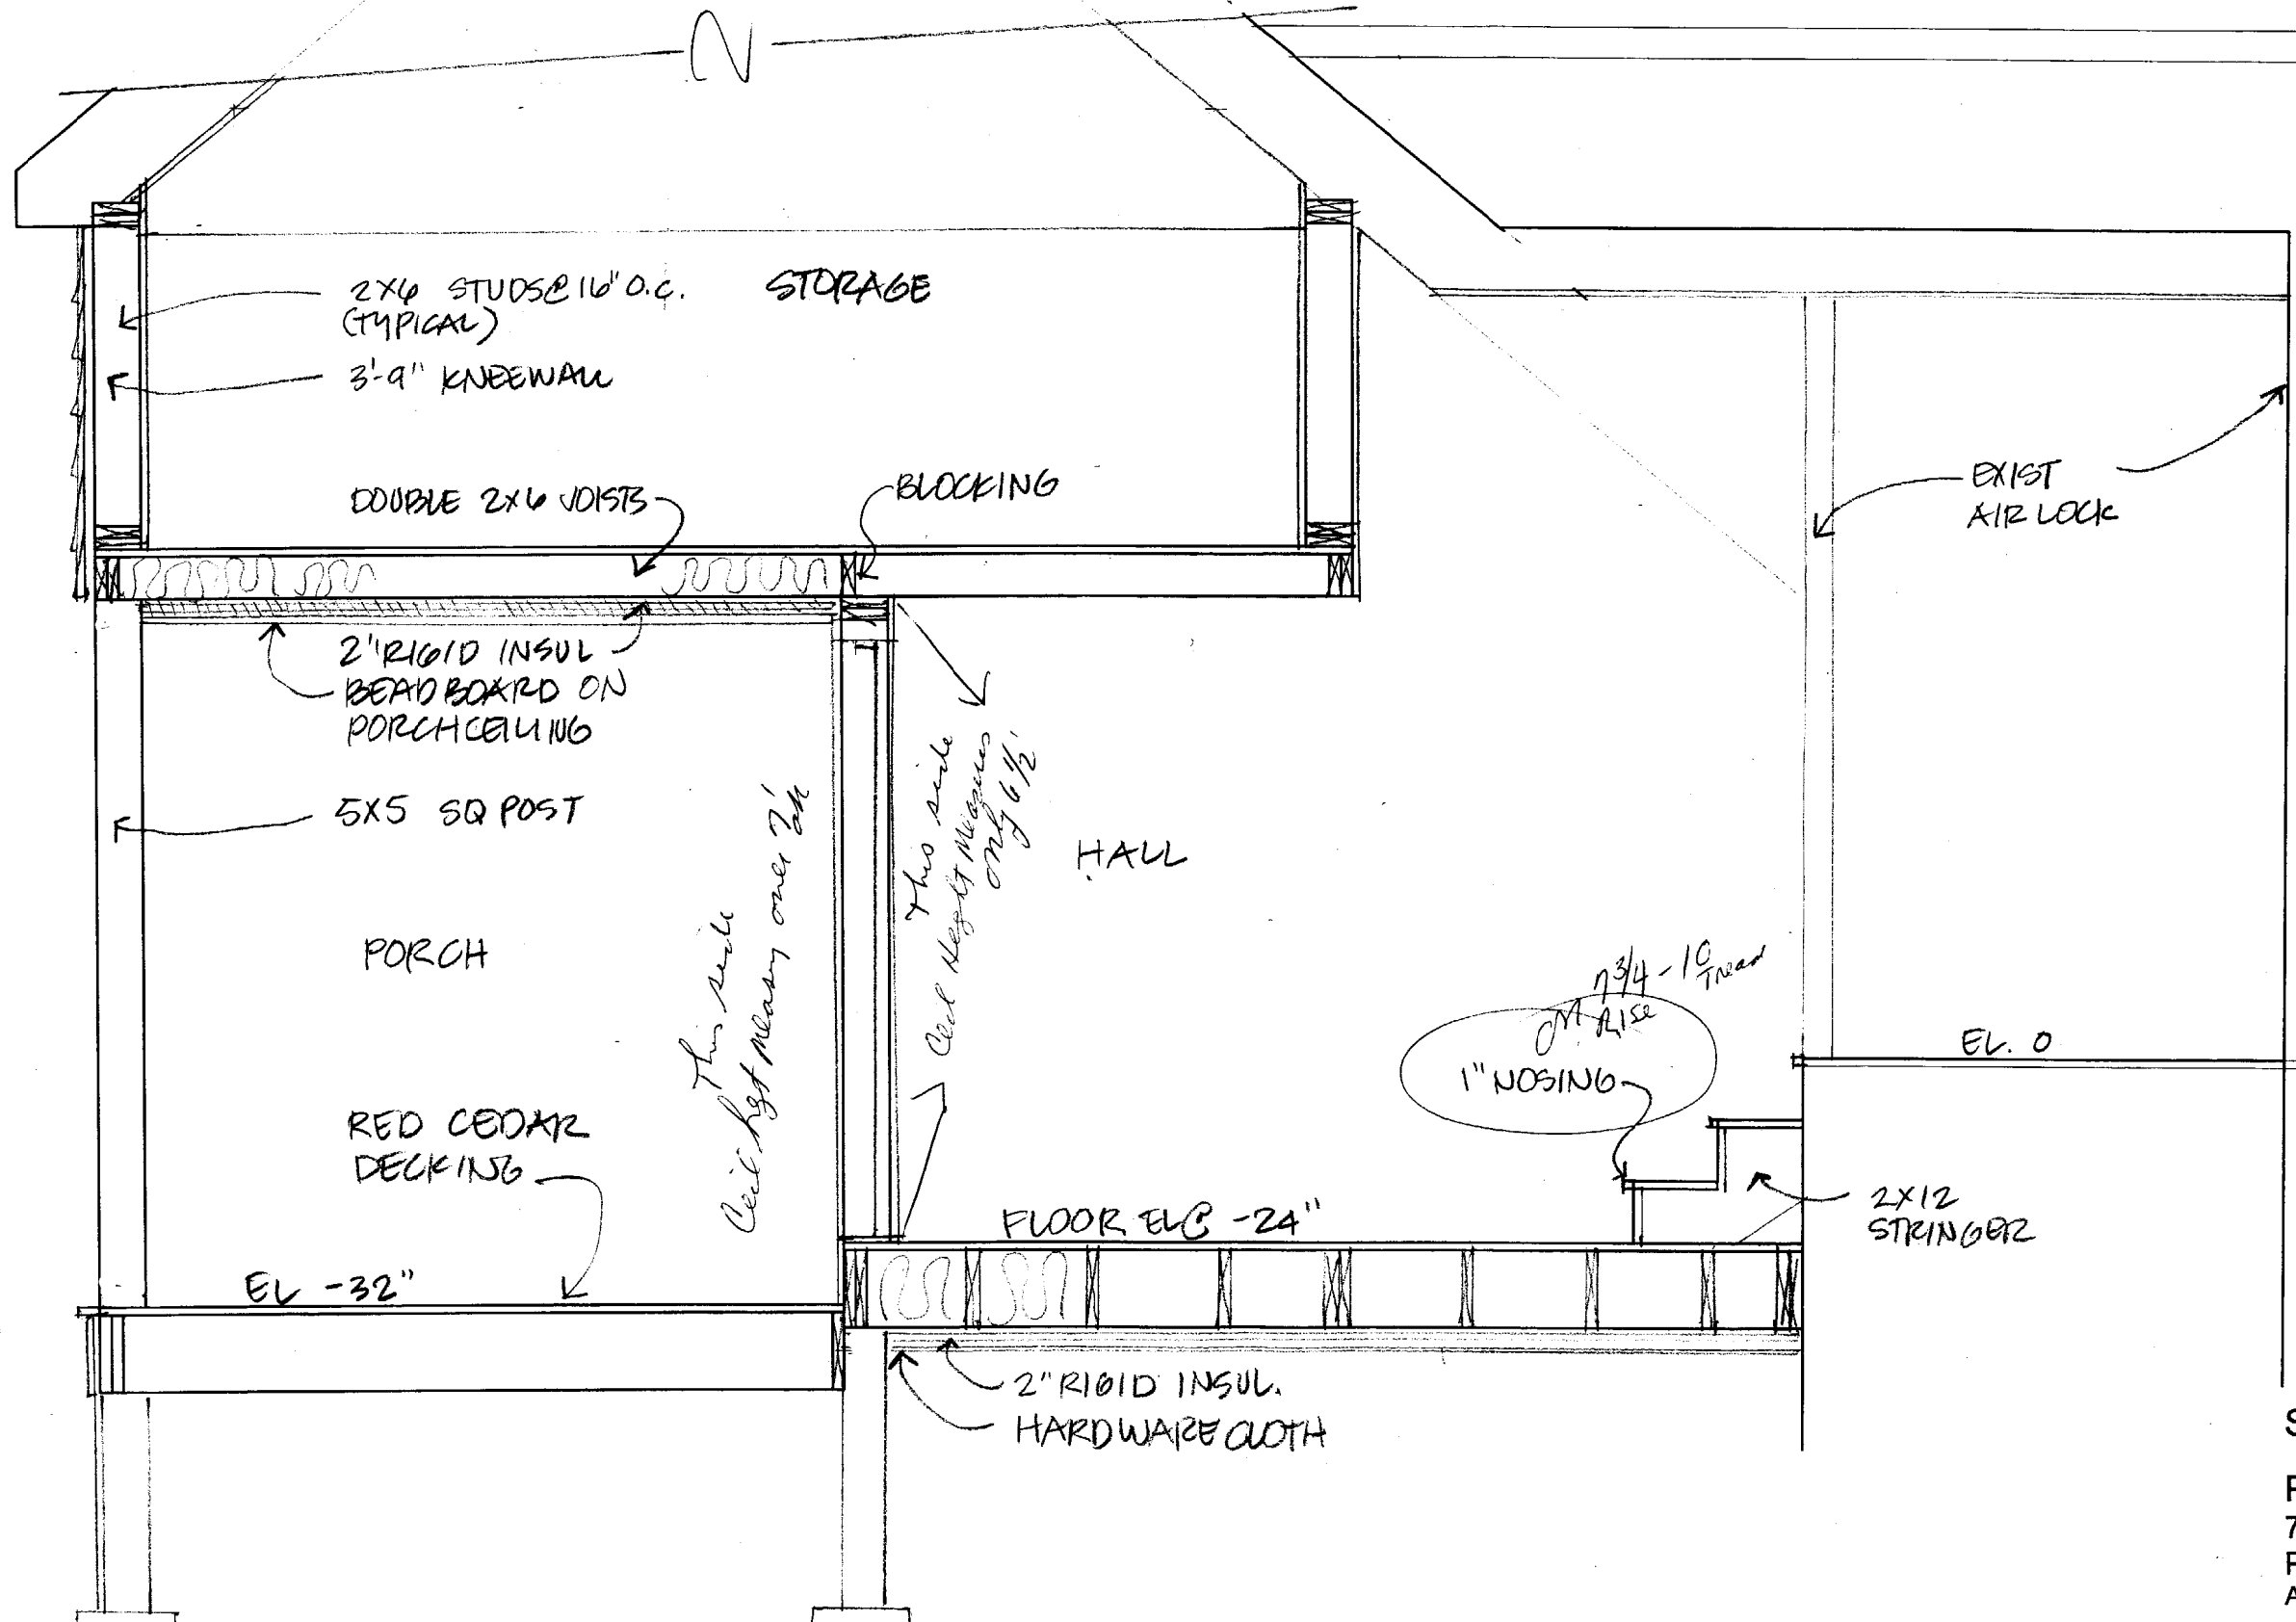 2X6 STUDS@16" O.C.
(TYPICAL)
STORAGE
3'-9" KNEEWALL
DOUBLE 2X6 JOISTS
BLOCKING
EXIST
AIR LOCK
2" RIGID INSUL
BEADBOARD ON
PORCH CEILING
5X5 SQ POST
This side
Ceil Height Measures
only 6 1/2'
HALL
PORCH
This side
Ceil hgt Measures over 7'
7 3/4 - 10
Rise Tread
1" NOSING
EL. 0
RED CEDAR
DECKING
2X12
STRINGER
FLOOR EL@ -24"
EL -32"
2" RIGID INSUL.
HARDWARE CLOTH
S
7
A